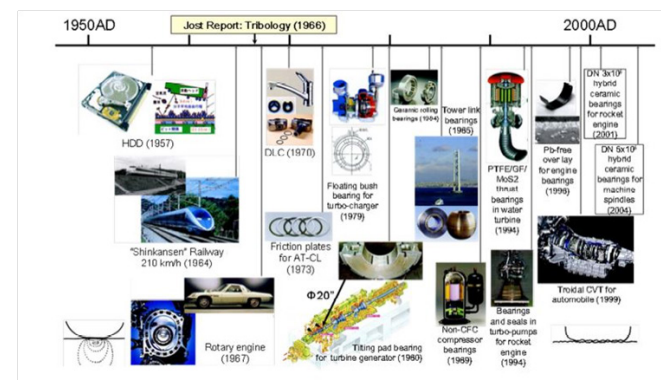 1950AD
Jost Report: Tribology (1966)
2000AD
HDD (1957)
DLC (1970)
Floating bush
bearing for
turbo-charger
(1979)
Ceramic rolling
bearings (1984)
Tower link
bearings
(1985)
PTFE/GF/
MoS2
thrust
bearings
in water
turbine
(1994)
Pb-free
over lay
for engine
bearings
(1996)
hybrid
ceramic
bearings
for rocket
engine
(2001)
hybrid
ceramic
bearings for
machine
spindles
(2004)
"Shinkansen" Railway
210 km/h (1964)
Friction plates
for AT-CL
(1973)
Φ20"
Rotary engine
(1967)
Tilting pad bearing
for turbine generator (1980)
Non-CFC
compressor
bearings
(1989)
Bearings
and seals in
turbo-pumps
for rocket
engine
(1994)
Troidal CVT for
automobile (1999)